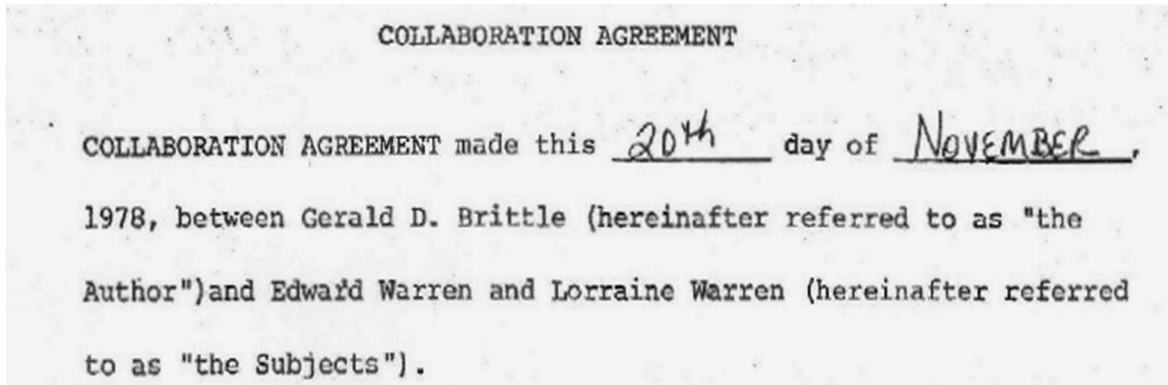 COLLABORATION AGREEMENT
COLLABORATION AGREEMENT made this 20th day of NOVEMBER,
1978, between Gerald D. Brittle (hereinafter referred to as "the
Author")and Edward Warren and Lorraine Warren (hereinafter referred
to as "the Subjects").